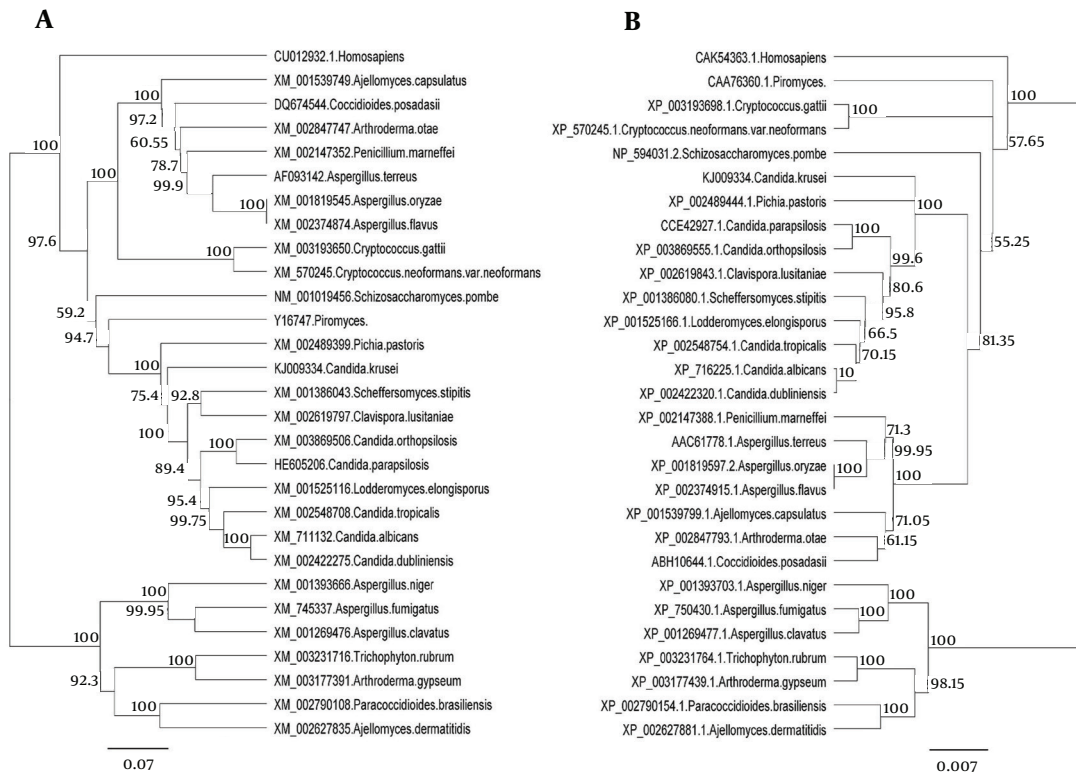 A
CU012932.1.Homosapiens
XM_001539749.Ajellomyces.capsulatus
DQ674544.Coccidioides.posadasii
XM_002847747.Arthroderma.otae
XM_002147352.Penicillium.marneffei
AF093142.Aspergillus.terreus
XM_001819545.Aspergillus.oryzae
XM_002374874.Aspergillus.flavus
XM_003193650.Cryptococcus.gattii
XM_570245.Cryptococcus.neoformans.var.neoformans
NM_001019456.Schizosaccharomyces.pombe
Y16747.Piromyces.
XM_002489399.Pichia.pastoris
KJ009334.Candida.krusei
XM_001386043.Scheffersomyces.stipitis
XM_002619797.Clavispora.lusitaniae
XM_003869506.Candida.orthopsilosis
HE605206.Candida.parapsilosis
XM_001525116.Lodderomyces.elongisporus
XM_002548708.Candida.tropicalis
XM_711132.Candida.albicans
XM_002422275.Candida.dubliniensis
XM_001393666.Aspergillus.niger
XM_745337.Aspergillus.fumigatus
XM_001269476.Aspergillus.clavatus
XM_003231716.Trichophyton.rubrum
XM_003177391.Arthroderma.gypseum
XM_002790108.Paracoccidioides.brasiliensis
XM_002627835.Ajellomyces.dermatitidis
100
97.2
60.55
100
78.7
99.9
100
97.6
100
59.2
94.7
100
75.4
92.8
100
100
89.4
95.4
99.75
100
100
99.95
100
100
92.3
100
0.07
B
CAK54363.1.Homosapiens
CAA76360.1.Piromyces.
XP_003193698.1.Cryptococcus.gattii
XP_570245.1.Cryptococcus.neoformans.var.neoformans
NP_594031.2.Schizosaccharomyces.pombe
KJ009334.Candida.krusei
XP_002489444.1.Pichia.pastoris
CCE42927.1.Candida.parapsilosis
XP_003869555.1.Candida.orthopsilosis
XP_002619843.1.Clavispora.lusitaniae
XP_001386080.1.Scheffersomyces.stipitis
XP_001525166.1.Lodderomyces.elongisporus
XP_002548754.1.Candida.tropicalis
XP_716225.1.Candida.albicans
XP_002422320.1.Candida.dubliniensis
XP_002147388.1.Penicillium.marneffei
AAC61778.1.Aspergillus.terreus
XP_001819597.2.Aspergillus.oryzae
XP_002374915.1.Aspergillus.flavus
XP_001539799.1.Ajellomyces.capsulatus
XP_002847793.1.Arthroderma.otae
ABH10644.1.Coccidioides.posadasii
XP_001393703.1.Aspergillus.niger
XP_750430.1.Aspergillus.fumigatus
XP_001269477.1.Aspergillus.clavatus
XP_003231764.1.Trichophyton.rubrum
XP_003177439.1.Arthroderma.gypseum
XP_002790154.1.Paracoccidioides.brasiliensis
XP_002627881.1.Ajellomyces.dermatitidis
100
100
57.65
100
100
55.25
99.6
80.6
95.8
66.5
81.35
70.15
10
71.3
99.95
100
100
71.05
61.15
100
100
100
100
98.15
100
0.007